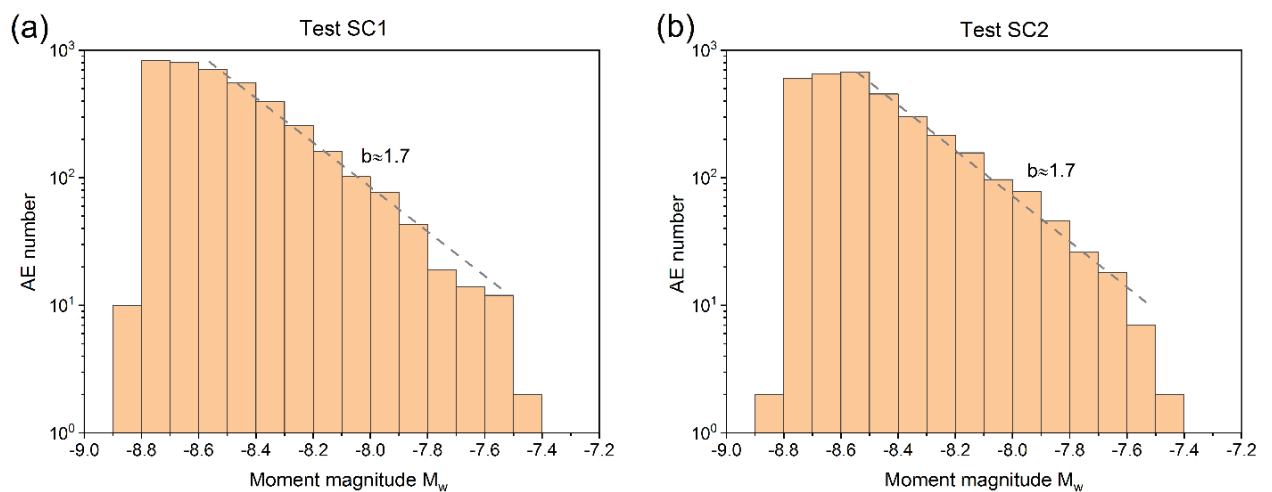 (a)
Test SC1
10³
10²
10¹
10⁰
AE number
b≈1.7
-9.0 -8.8 -8.6 -8.4 -8.2 -8.0 -7.8 -7.6 -7.4 -7.2
Moment magnitude M_w
(b)
Test SC2
10³
10²
10¹
10⁰
AE number
b≈1.7
-9.0 -8.8 -8.6 -8.4 -8.2 -8.0 -7.8 -7.6 -7.4 -7.2
Moment magnitude M_w